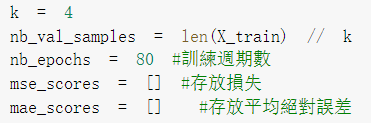 k = 4
nb_val_samples = len(X_train) // k
nb_epochs = 80 #訓練週期數
mse_scores = [] #存放損失
mae_scores = [] #存放平均絕對誤差